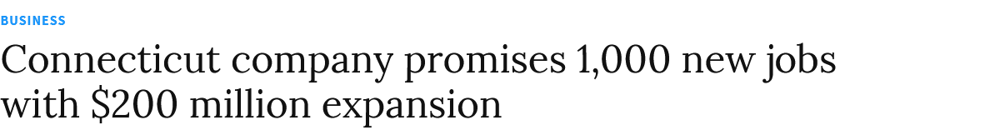 BUSINESS
Connecticut company promises 1,000 new jobs
with $200 million expansion